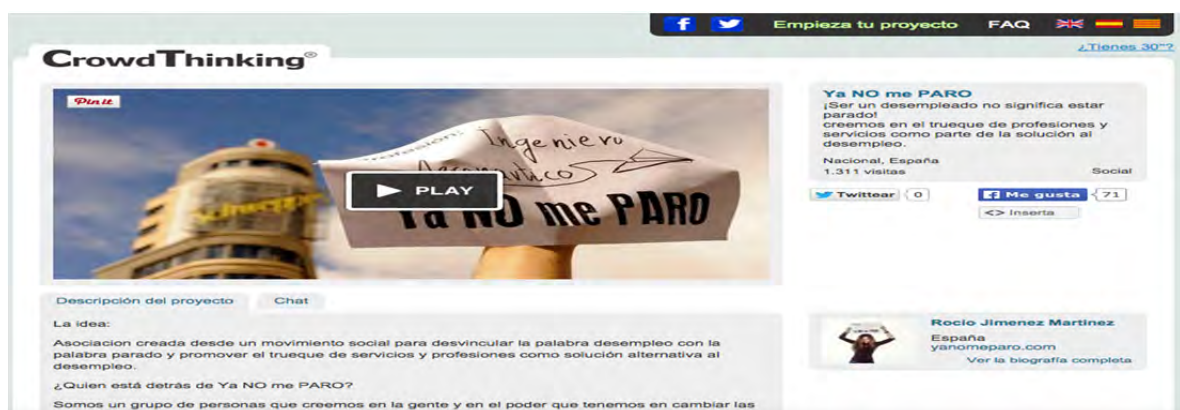 Empieza tu proyecto FAQ
¿Tienes 30"?
CrowdThinking®
Pin it
Profesión: Ingeniero
Aeronáutico
Schweppes
PLAY
Ya NO me PARO
Ya NO me PARO
¡Ser un desempleado no significa estar
parado!
creemos en el trueque de profesiones y
servicios como parte de la solución al
desempleo.
Nacional, España
1.311 visitas Social
Twittear 0 Me gusta 71
<> Inserta
Descripción del proyecto Chat
La idea:
Asociacion creada desde un movimiento social para desvincular la palabra desempleo con la
palabra parado y promover el trueque de servicios y profesiones como solución alternativa al
desempleo.
¿Quien está detrás de Ya NO me PARO?
Somos un grupo de personas que creemos en la gente y en el poder que tenemos en cambiar las
Rocio Jimenez Martinez
España
yanomeparo.com
Ver la biografía completa